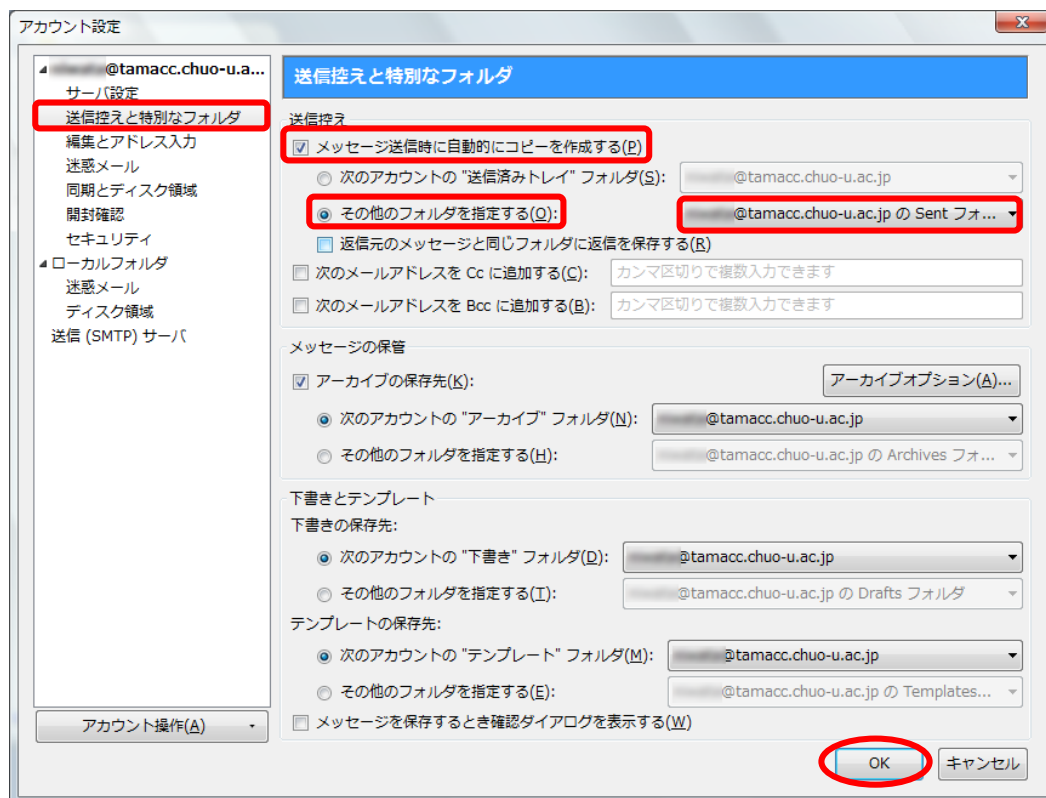 アカウント設定
@tamacc.chuo-u.a...
サーバ設定
送信控えと特別なフォルダ
編集とアドレス入力
迷惑メール
同期とディスク領域
開封確認
セキュリティ
ローカルフォルダ
迷惑メール
ディスク領域
送信 (SMTP) サーバ
アカウント操作(A)
送信控えと特別なフォルダ
送信控え
メッセージ送信時に自動的にコピーを作成する(P)
次のアカウントの "送信済みトレイ" フォルダ(S): @tamacc.chuo-u.ac.jp
その他のフォルダを指定する(O): @tamacc.chuo-u.ac.jp の Sent フォ...
返信元のメッセージと同じフォルダに返信を保存する(R)
次のメールアドレスを Cc に追加する(C): カンマ区切りで複数入力できます
次のメールアドレスを Bcc に追加する(B): カンマ区切りで複数入力できます
メッセージの保管
アーカイブの保存先(K): アーカイブオプション(A)...
次のアカウントの "アーカイブ" フォルダ(N): @tamacc.chuo-u.ac.jp
その他のフォルダを指定する(H): @tamacc.chuo-u.ac.jp の Archives フォ...
下書きとテンプレート
下書きの保存先:
次のアカウントの "下書き" フォルダ(D): @tamacc.chuo-u.ac.jp
その他のフォルダを指定する(T): @tamacc.chuo-u.ac.jp の Drafts フォルダ
テンプレートの保存先:
次のアカウントの "テンプレート" フォルダ(M): @tamacc.chuo-u.ac.jp
その他のフォルダを指定する(E): @tamacc.chuo-u.ac.jp の Templates...
メッセージを保存するとき確認ダイアログを表示する(W)
OK キャンセル